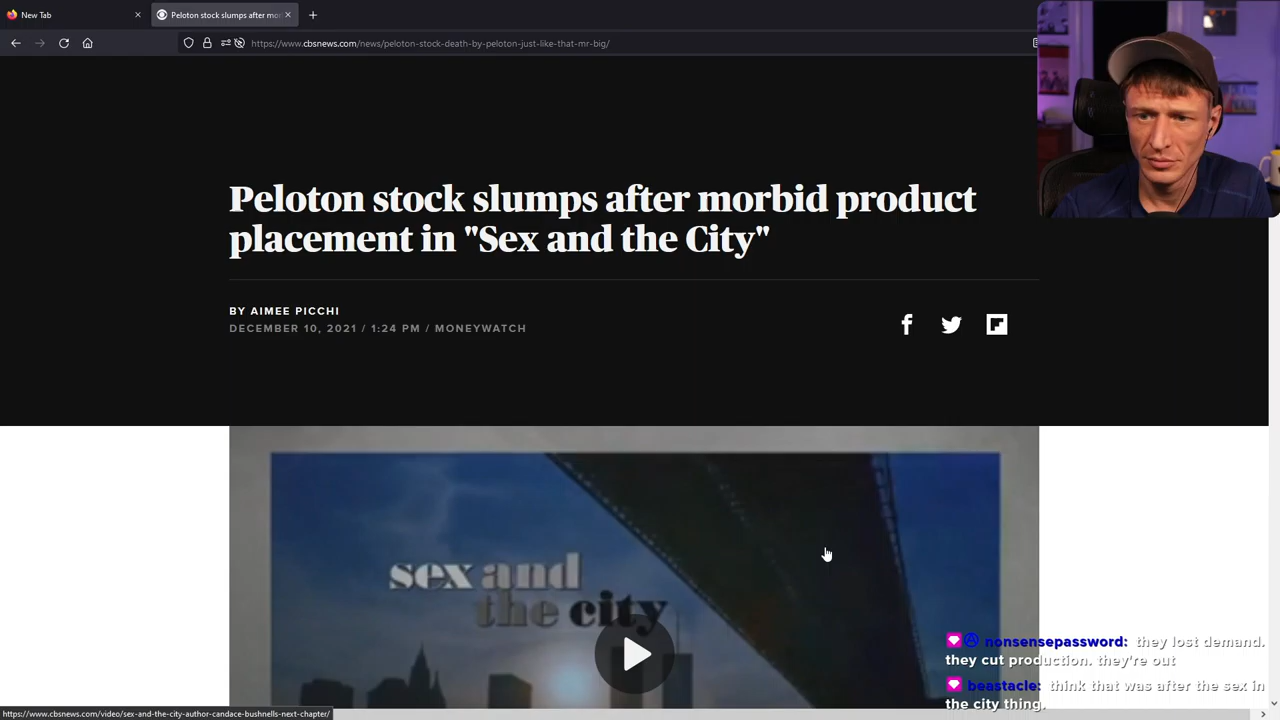 New Tab
Peloton stock slumps after mo
https://www.cbsnews.com/news/peloton-stock-death-by-peloton-just-like-that-mr-big/
Peloton stock slumps after morbid product
placement in "Sex and the City"
BY AIMEE PICCHI
DECEMBER 10, 2021 / 1:24 PM / MONEYWATCH
sex and
the city
nonsensepassword: they lost demand.
they cut production. they're out
beastacle: think that was after the sex in
the city thing.
https://www.cbsnews.com/video/sex-and-the-city-author-candace-bushnells-next-chapter/